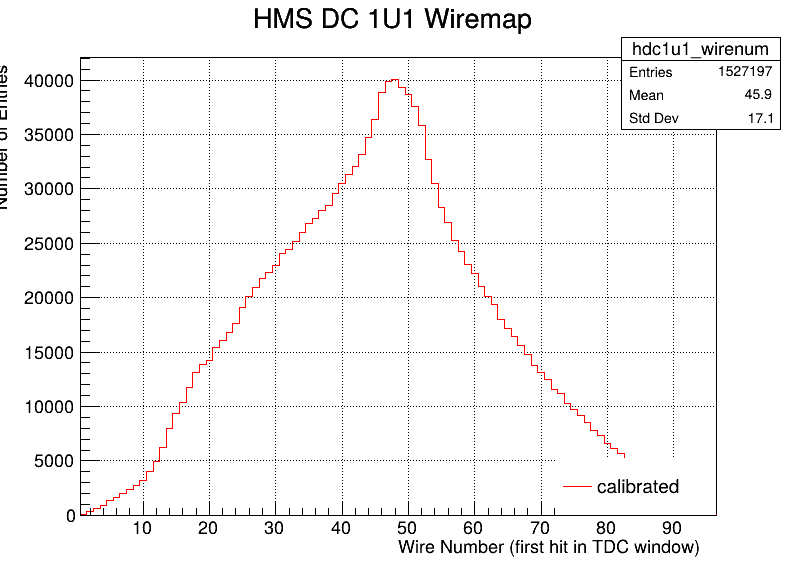 HMS DC 1U1 Wiremap
hdc1u1_wirenum
Entries 1527197
Mean 45.9
Std Dev 17.1
Number of Entries
40000
35000
30000
25000
20000
15000
10000
5000
0
calibrated
10 20 30 40 50 60 70 80 90
Wire Number (first hit in TDC window)